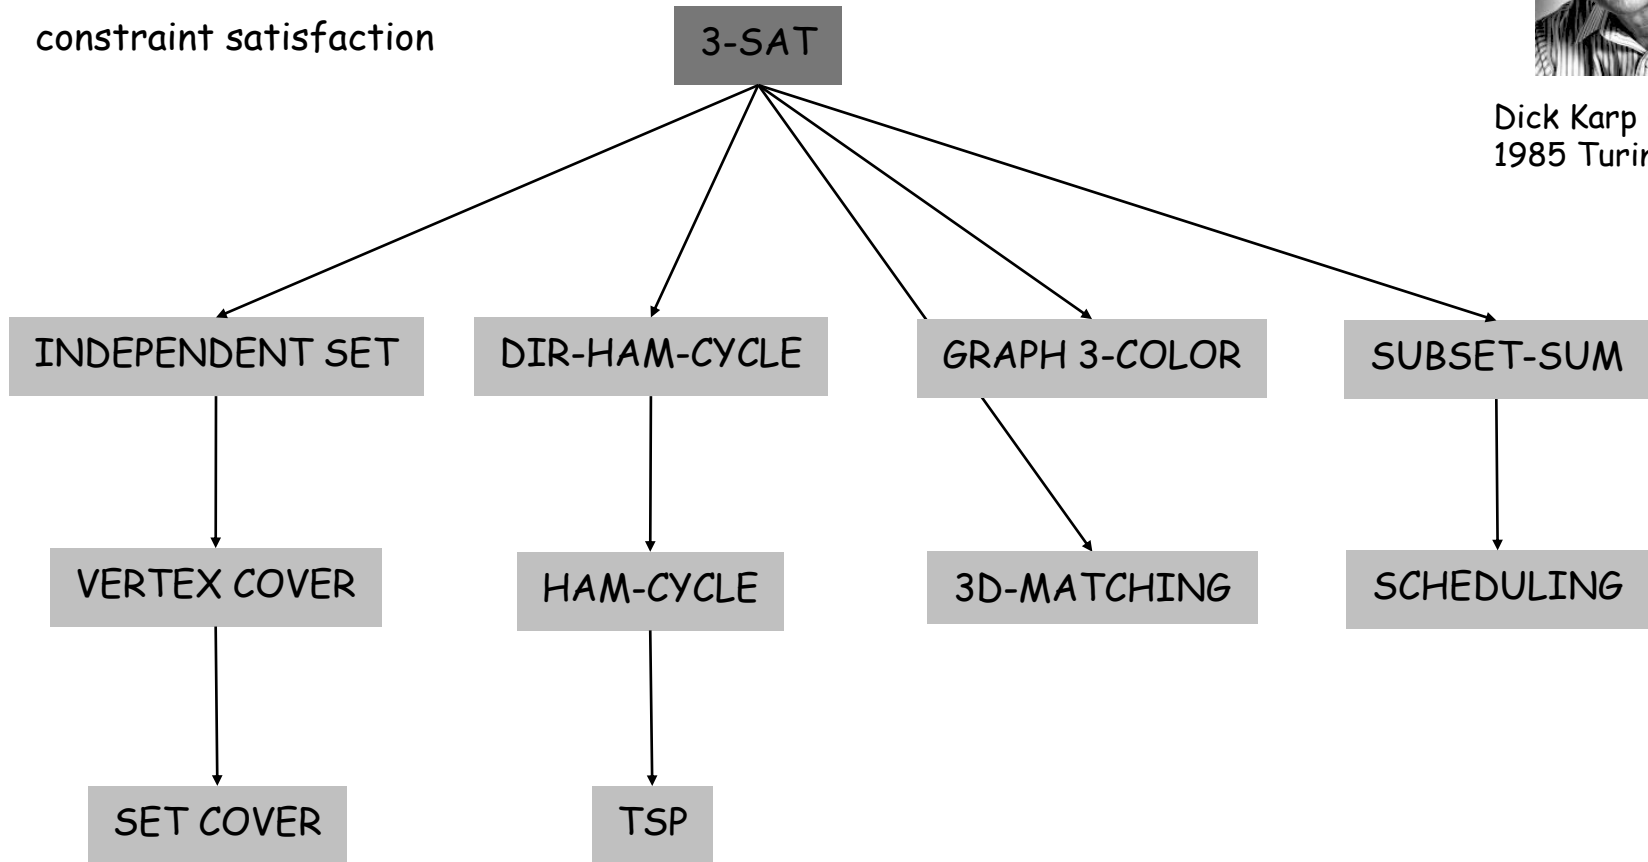 constraint satisfaction
3-SAT
Dick Karp
1985
INDEPENDENT SET
DIR-HAM-CYCLE
GRAPH 3-COLOR
SUBSET-SUM
VERTEX COVER
HAM-CYCLE
3D-MATCHING
SCHEDULING
SET COVER
TSP